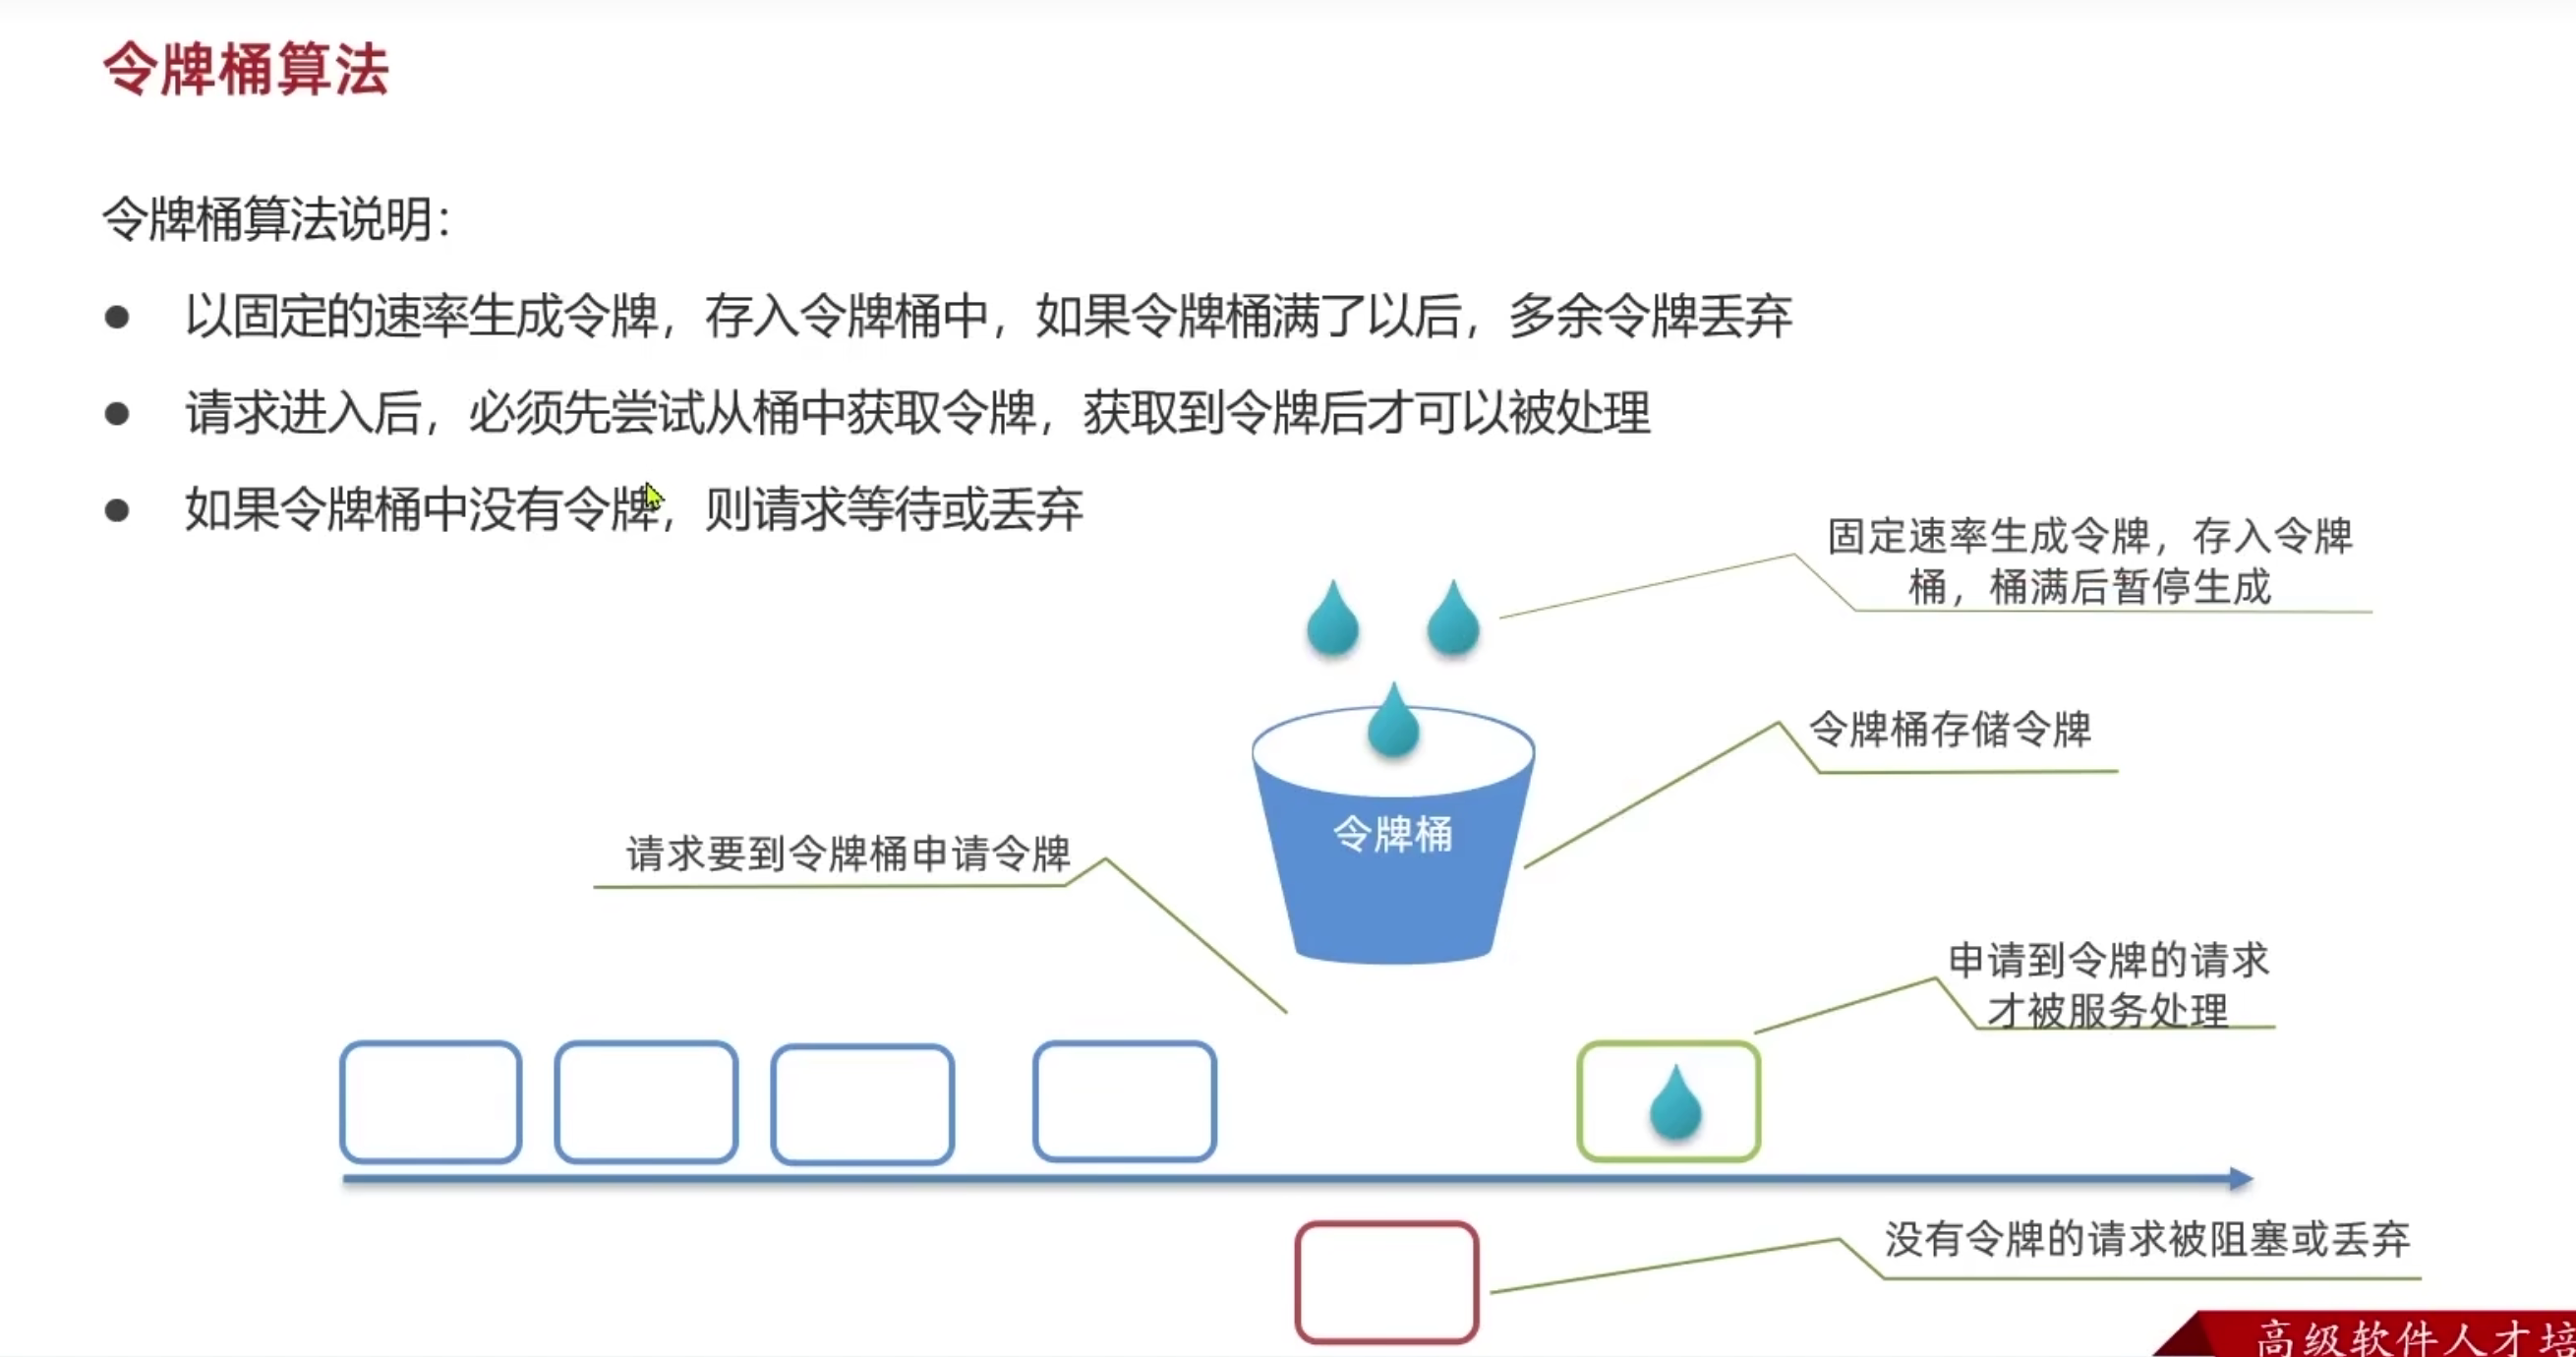 令牌桶算法
令牌桶算法说明：
● 以固定的速率生成令牌，存入令牌桶中，如果令牌桶满了以后，多余令牌丢弃
● 请求进入后，必须先尝试从桶中获取令牌，获取到令牌后才可以被处理
● 如果令牌桶中没有令牌，则请求等待或丢弃
固定速率生成令牌，存入令牌
桶，桶满后暂停生成
令牌桶存储令牌
令牌桶
请求要到令牌桶申请令牌
申请到令牌的请求
才被服务处理
没有令牌的请求被阻塞或丢弃
高级软件人才培